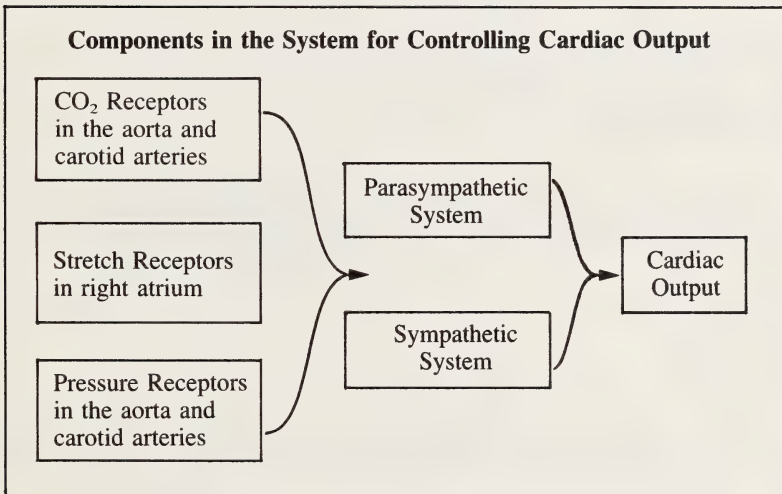 Components in the System for Controlling Cardiac Output
CO₂ Receptors
in the aorta and
carotid arteries
Stretch Receptors
in right atrium
Pressure Receptors
in the aorta and
carotid arteries
Parasympathetic
System
Sympathetic
System
Cardiac
Output